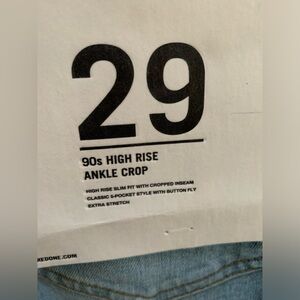 29
90s HIGH RISE
ANKLE CROP
HIGH RISE SLIM FIT WITH CROPPED INSEAM
CLASSIC 5-POCKET STYLE WITH BUTTON FLY
EXTRA STRETCH
REDONE.COM